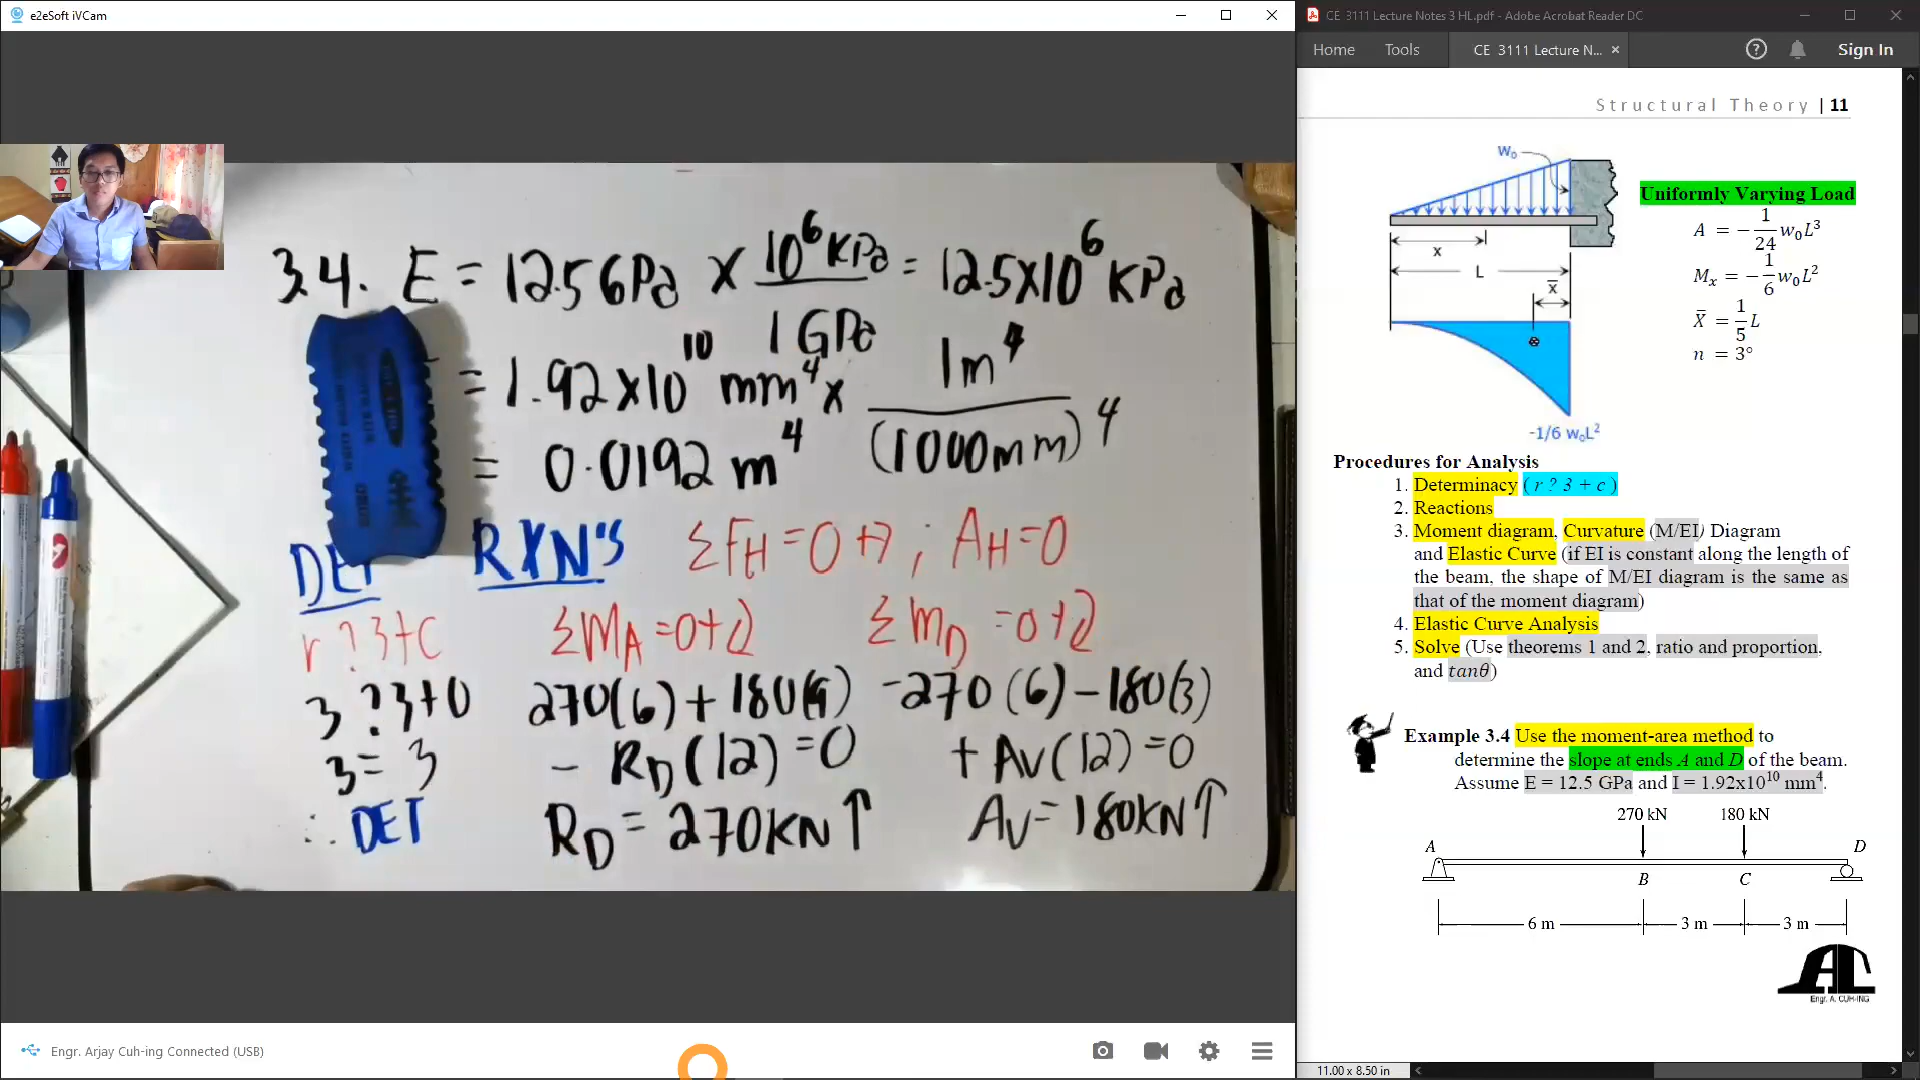 e2eSoft iVCam
3.4. E = 12.5GPa x 10^6 KPa / 1 GPa = 12.5x10^6 KPa
= 1.92x10^10 mm^4 x 1m^4 / (1000mm)^4
= 0.0192 m^4
DET
r ? 3+c
3 ? 3+0
3 = 3
∴ DET
RXN'S ΣFH = 0 +→ ; AH = 0
ΣMA = 0 +↻
270(6) + 180(9)
- RD(12) = 0
RD = 270KN↑
ΣMD = 0 +↻
-270(6) - 180(3)
+ AV(12) = 0
AV = 180KN↑
Engr. Arjay Cuh-ing Connected (USB)
CE 3111 Lecture Notes 3 HL.pdf - Adobe Acrobat Reader DC
Home Tools CE 3111 Lecture N... × Sign In
Structural Theory | 11
w₀
x
L
x̄
-1/6 w₀L²
Uniformly Varying Load
A = -1/24 w₀L³
Mₓ = -1/6 w₀L²
X̄ = 1/5 L
n = 3°
Procedures for Analysis
1. Determinacy ( r ? 3 + c )
2. Reactions
3. Moment diagram, Curvature (M/EI) Diagram
and Elastic Curve (if EI is constant along the length of
the beam, the shape of M/EI diagram is the same as
that of the moment diagram)
4. Elastic Curve Analysis
5. Solve (Use theorems 1 and 2, ratio and proportion,
and tanθ)
Example 3.4 Use the moment-area method to
determine the slope at ends A and D of the beam.
Assume E = 12.5 GPa and I = 1.92x10^10 mm^4.
270 kN 180 kN
A D
B C
6 m 3 m 3 m
Engr. A. CUH-ING
11.00 x 8.50 in